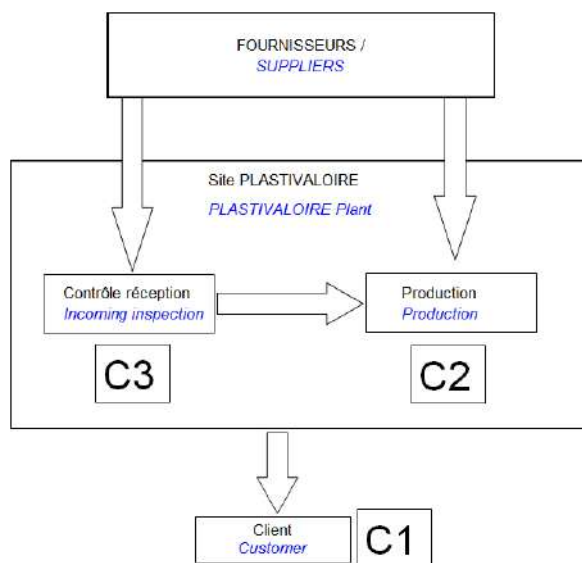 FOURNISSEURS /
SUPPLIERS
Site PLASTIVALOIRE
PLASTIVALOIRE Plant
Contrôle réception
Incoming inspection
Production
Production
C3
C2
Client
Customer
C1